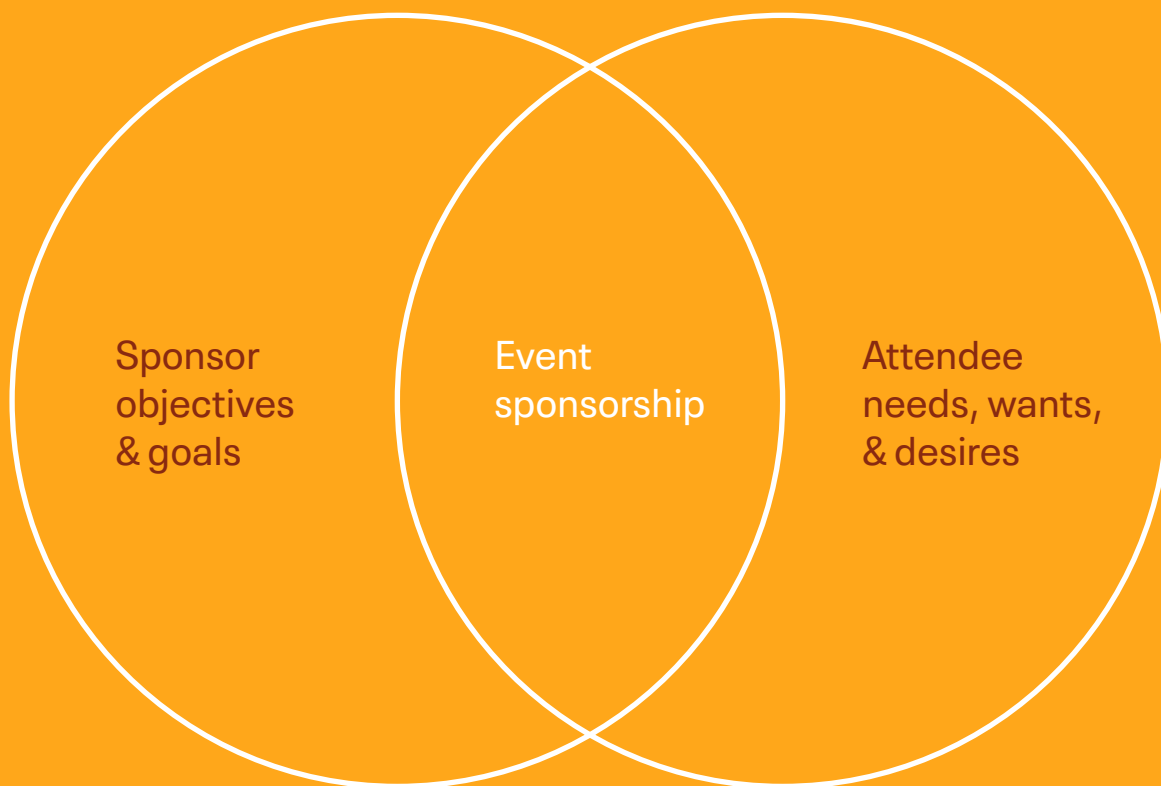 Sponsor
objectives
& goals
Event
sponsorship
Attendee
needs, wants,
& desires